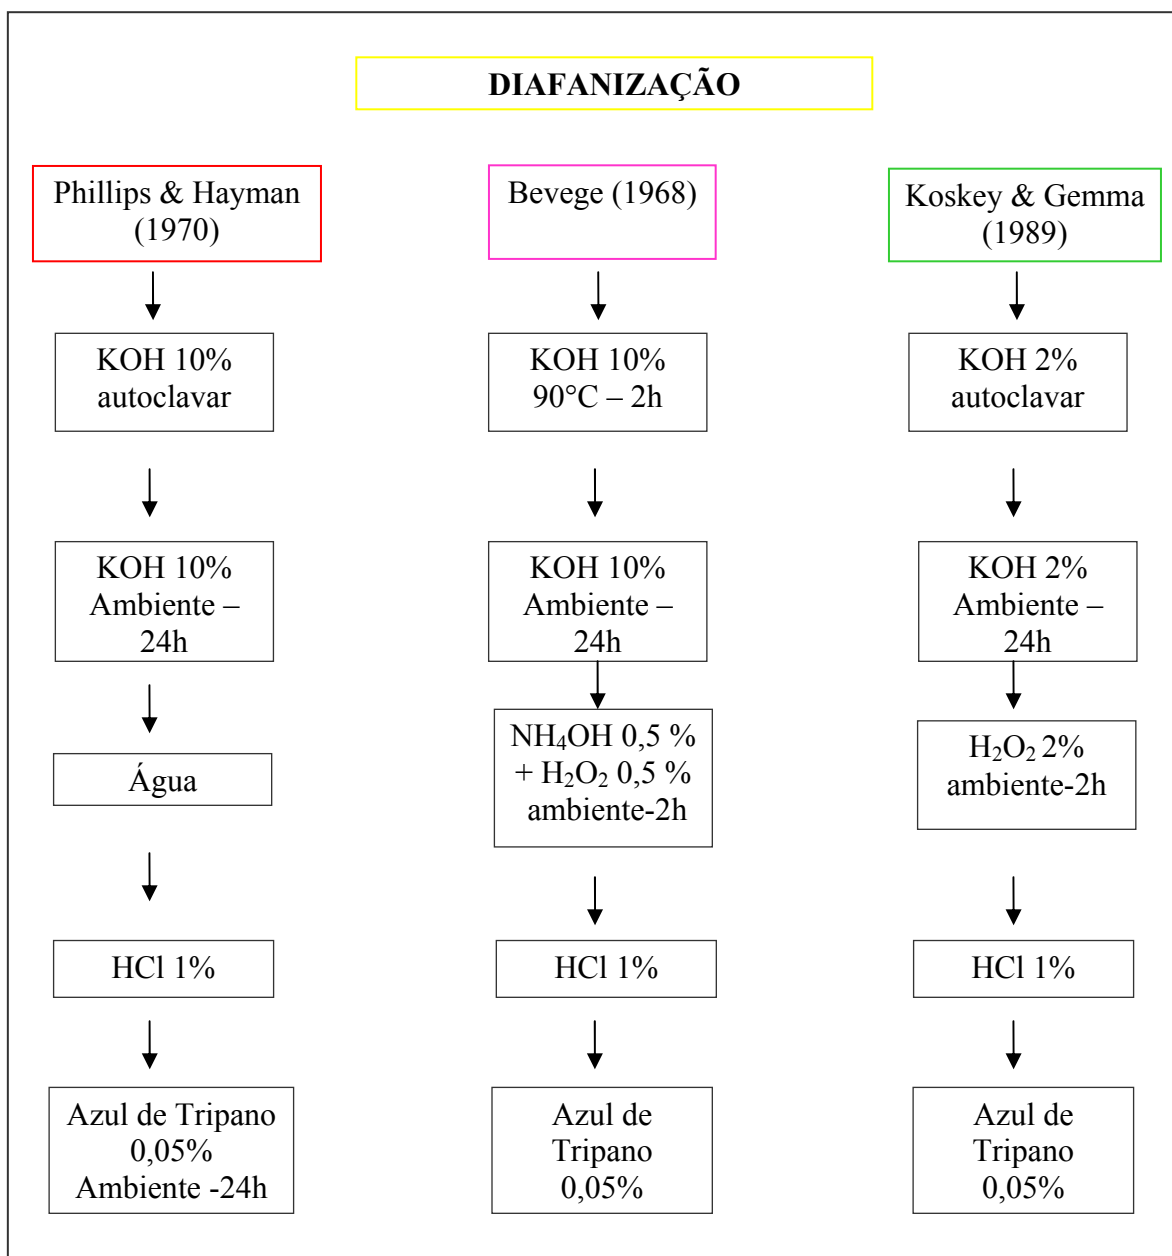 DIAFANIZAÇÃO
Phillips & Hayman
(1970)
KOH 10%
autoclavar
KOH 10%
Ambiente –
24h
Água
HCl 1%
Azul de Tripano
0,05%
Ambiente -24h
Bevege (1968)
KOH 10%
90°C – 2h
KOH 10%
Ambiente –
24h
NH₄OH 0,5 %
+ H₂O₂ 0,5 %
ambiente-2h
HCl 1%
Azul de
Tripano
0,05%
Koskey & Gemma
(1989)
KOH 2%
autoclavar
KOH 2%
Ambiente –
24h
H₂O₂ 2%
ambiente-2h
HCl 1%
Azul de
Tripano
0,05%